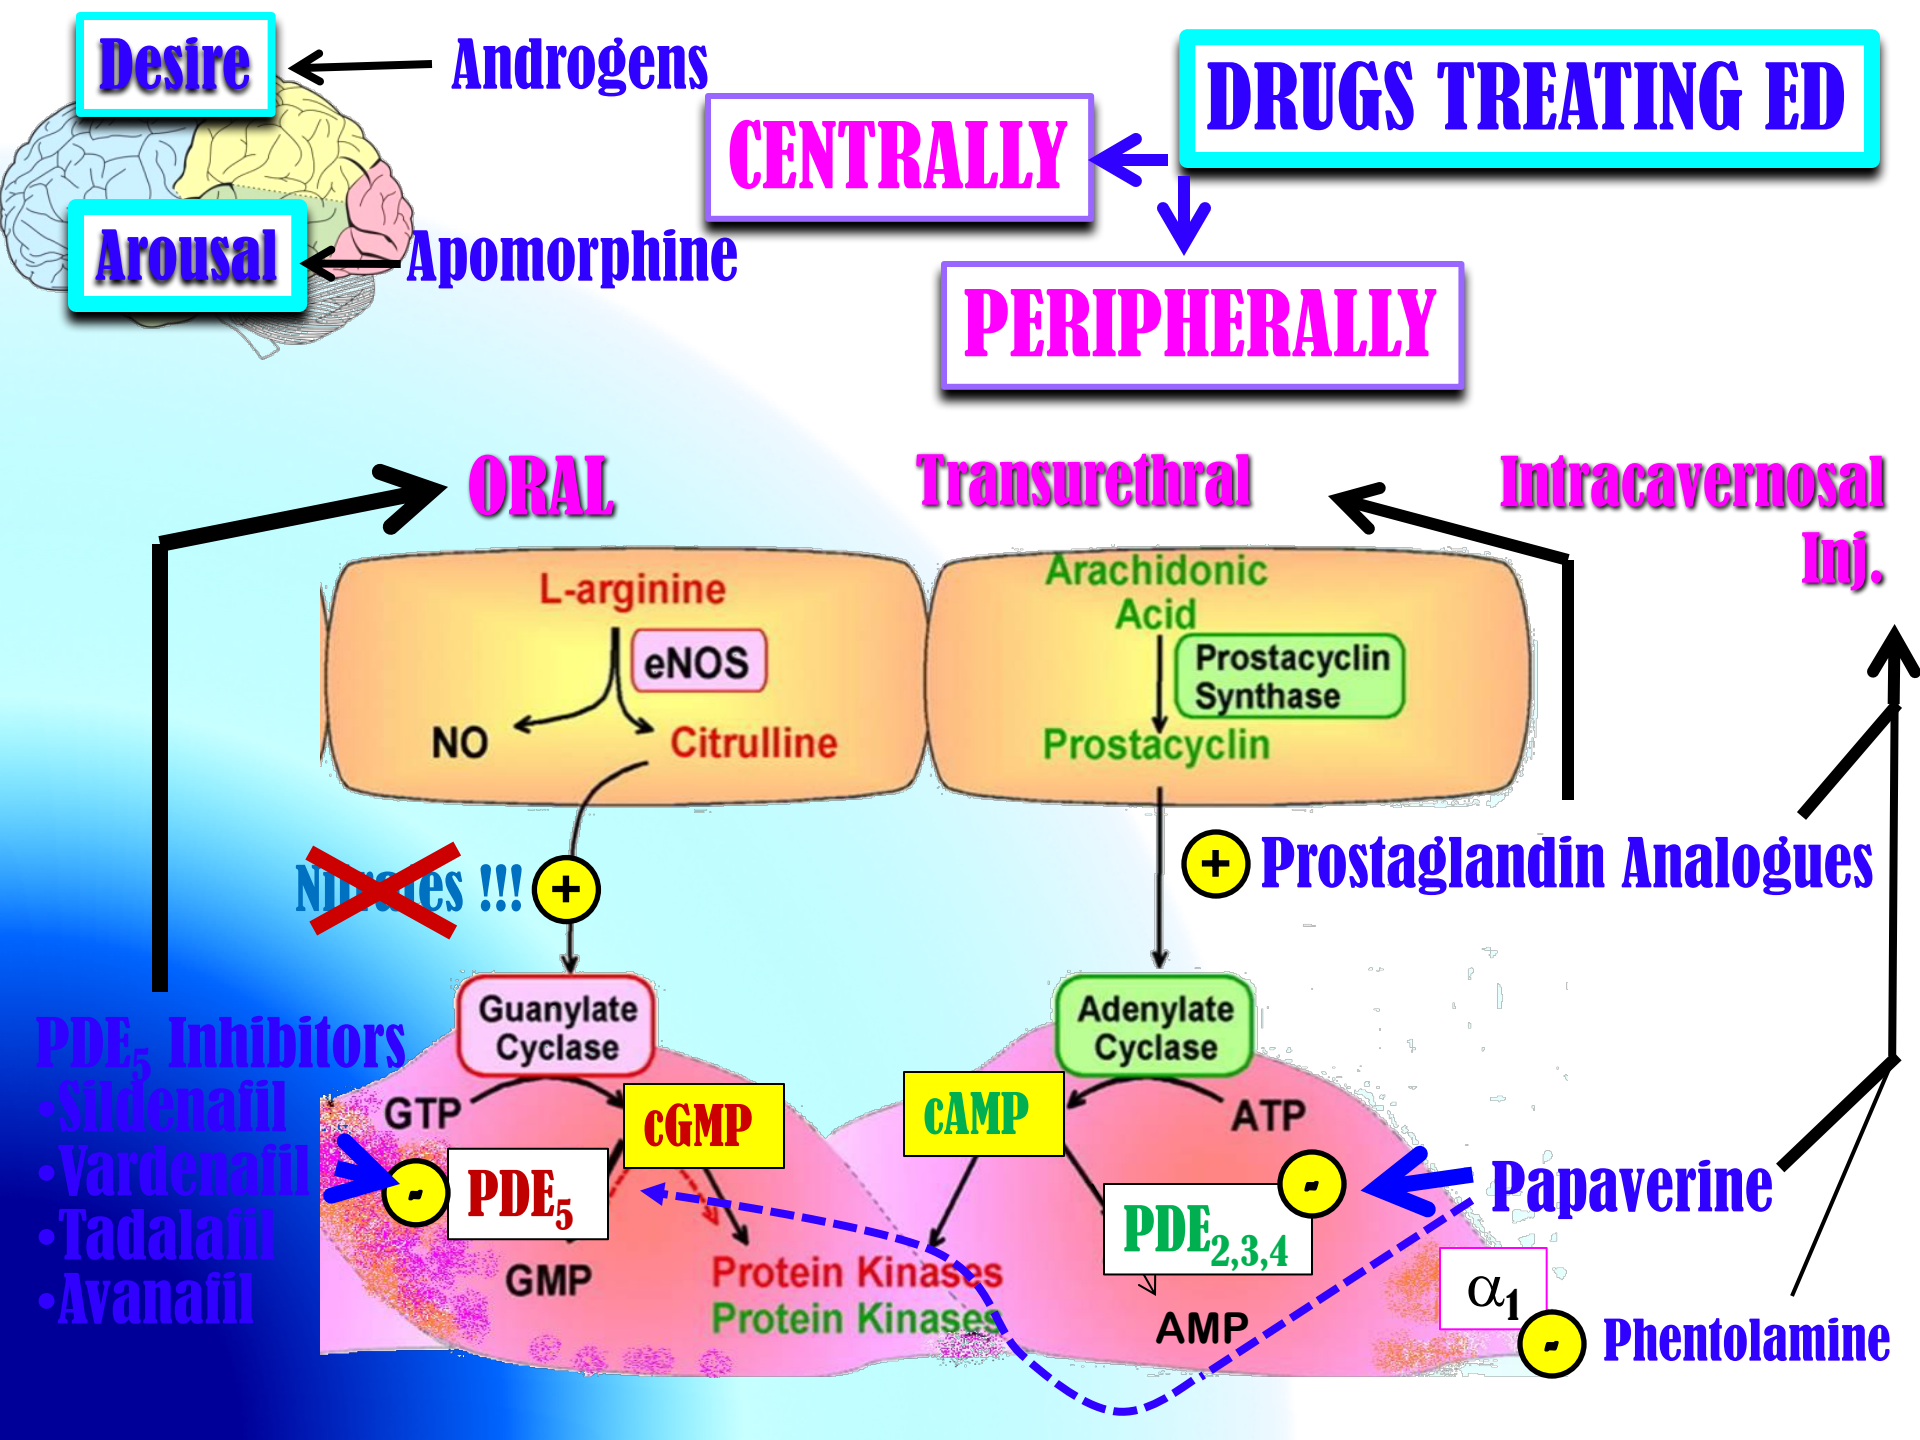 Desire
Androgens
DRUGS TREATING ED
CENTRALLY
Arousal
Apomorphine
PERIPHERALLY
ORAL
Transurethral
Intracavernosal
Inj.
L-arginine
eNOS
NO
Citrulline
Arachidonic
Acid
Prostacyclin
Synthase
Prostacyclin
Nitrates !!!
+
+
Prostaglandin Analogues
Guanylate
Cyclase
Adenylate
Cyclase
PDE5 Inhibitors
•Sildenafil
•Vardenafil
•Tadalafil
•Avanafil
GTP
cGMP
cAMP
ATP
-
PDE5
PDE2,3,4
-
Papaverine
GMP
Protein Kinases
Protein Kinases
AMP
α1
-
Phentolamine